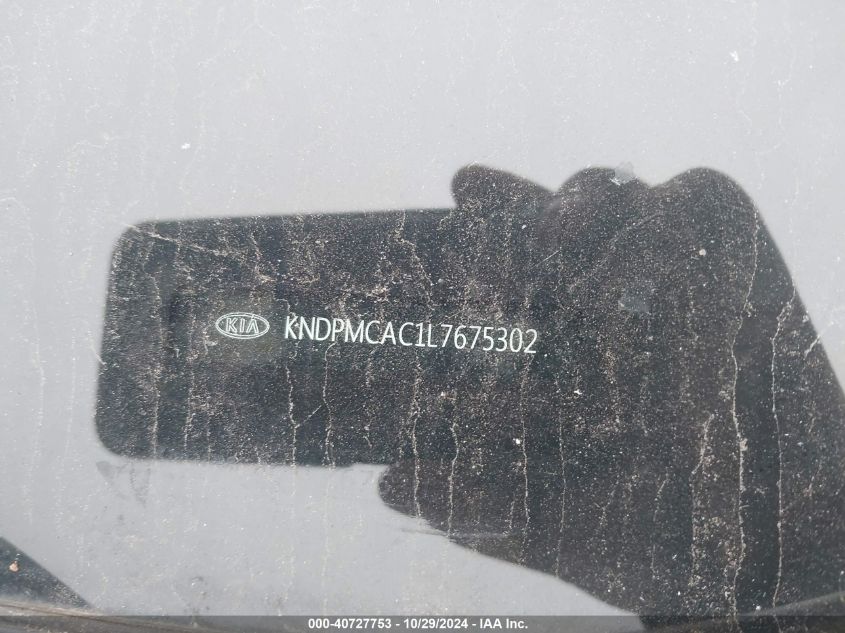 KIA KNDPMCAC1L7675302
000-40727753 - 10/29/2024 - IAA Inc.